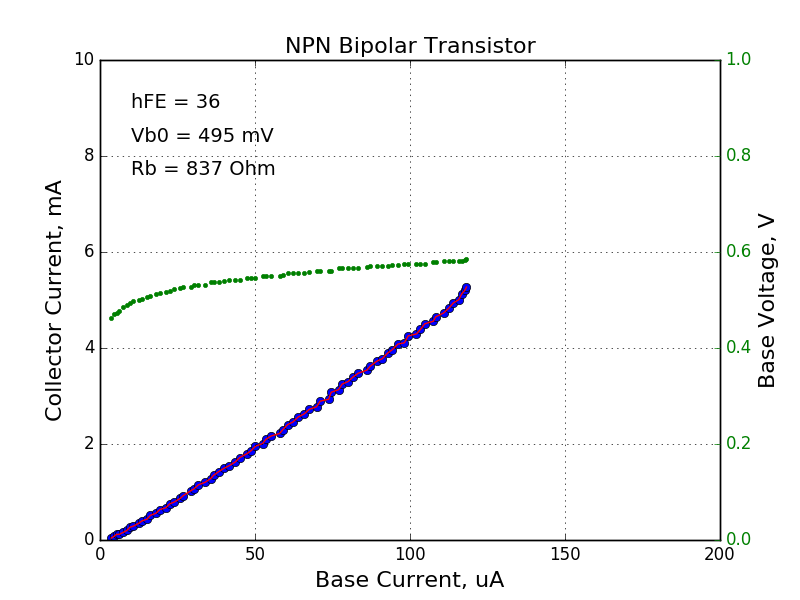 NPN Bipolar Transistor
hFE = 36
Vb0 = 495 mV
Rb = 837 Ohm
Collector Current, mA
10
8
6
4
2
0
0
50
100
150
200
Base Current, uA
1.0
0.8
0.6
0.4
0.2
0.0
Base Voltage, V